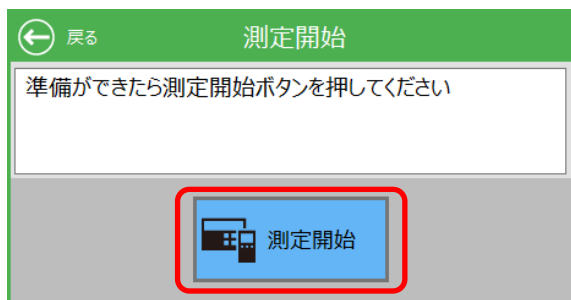 戻る 測定開始
準備ができたら測定開始ボタンを押してください
測定開始